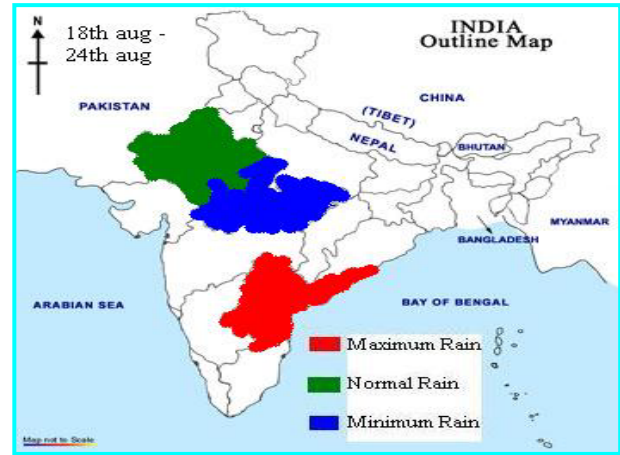 N
18th aug -
24th aug
INDIA
Outline Map
PAKISTAN
CHINA
(TIBET)
NEPAL
BHUTAN
MYANMAR
BANGLADESH
ARABIAN SEA
BAY OF BENGAL
Maximum Rain
Normal Rain
Minimum Rain
Map not to Scale